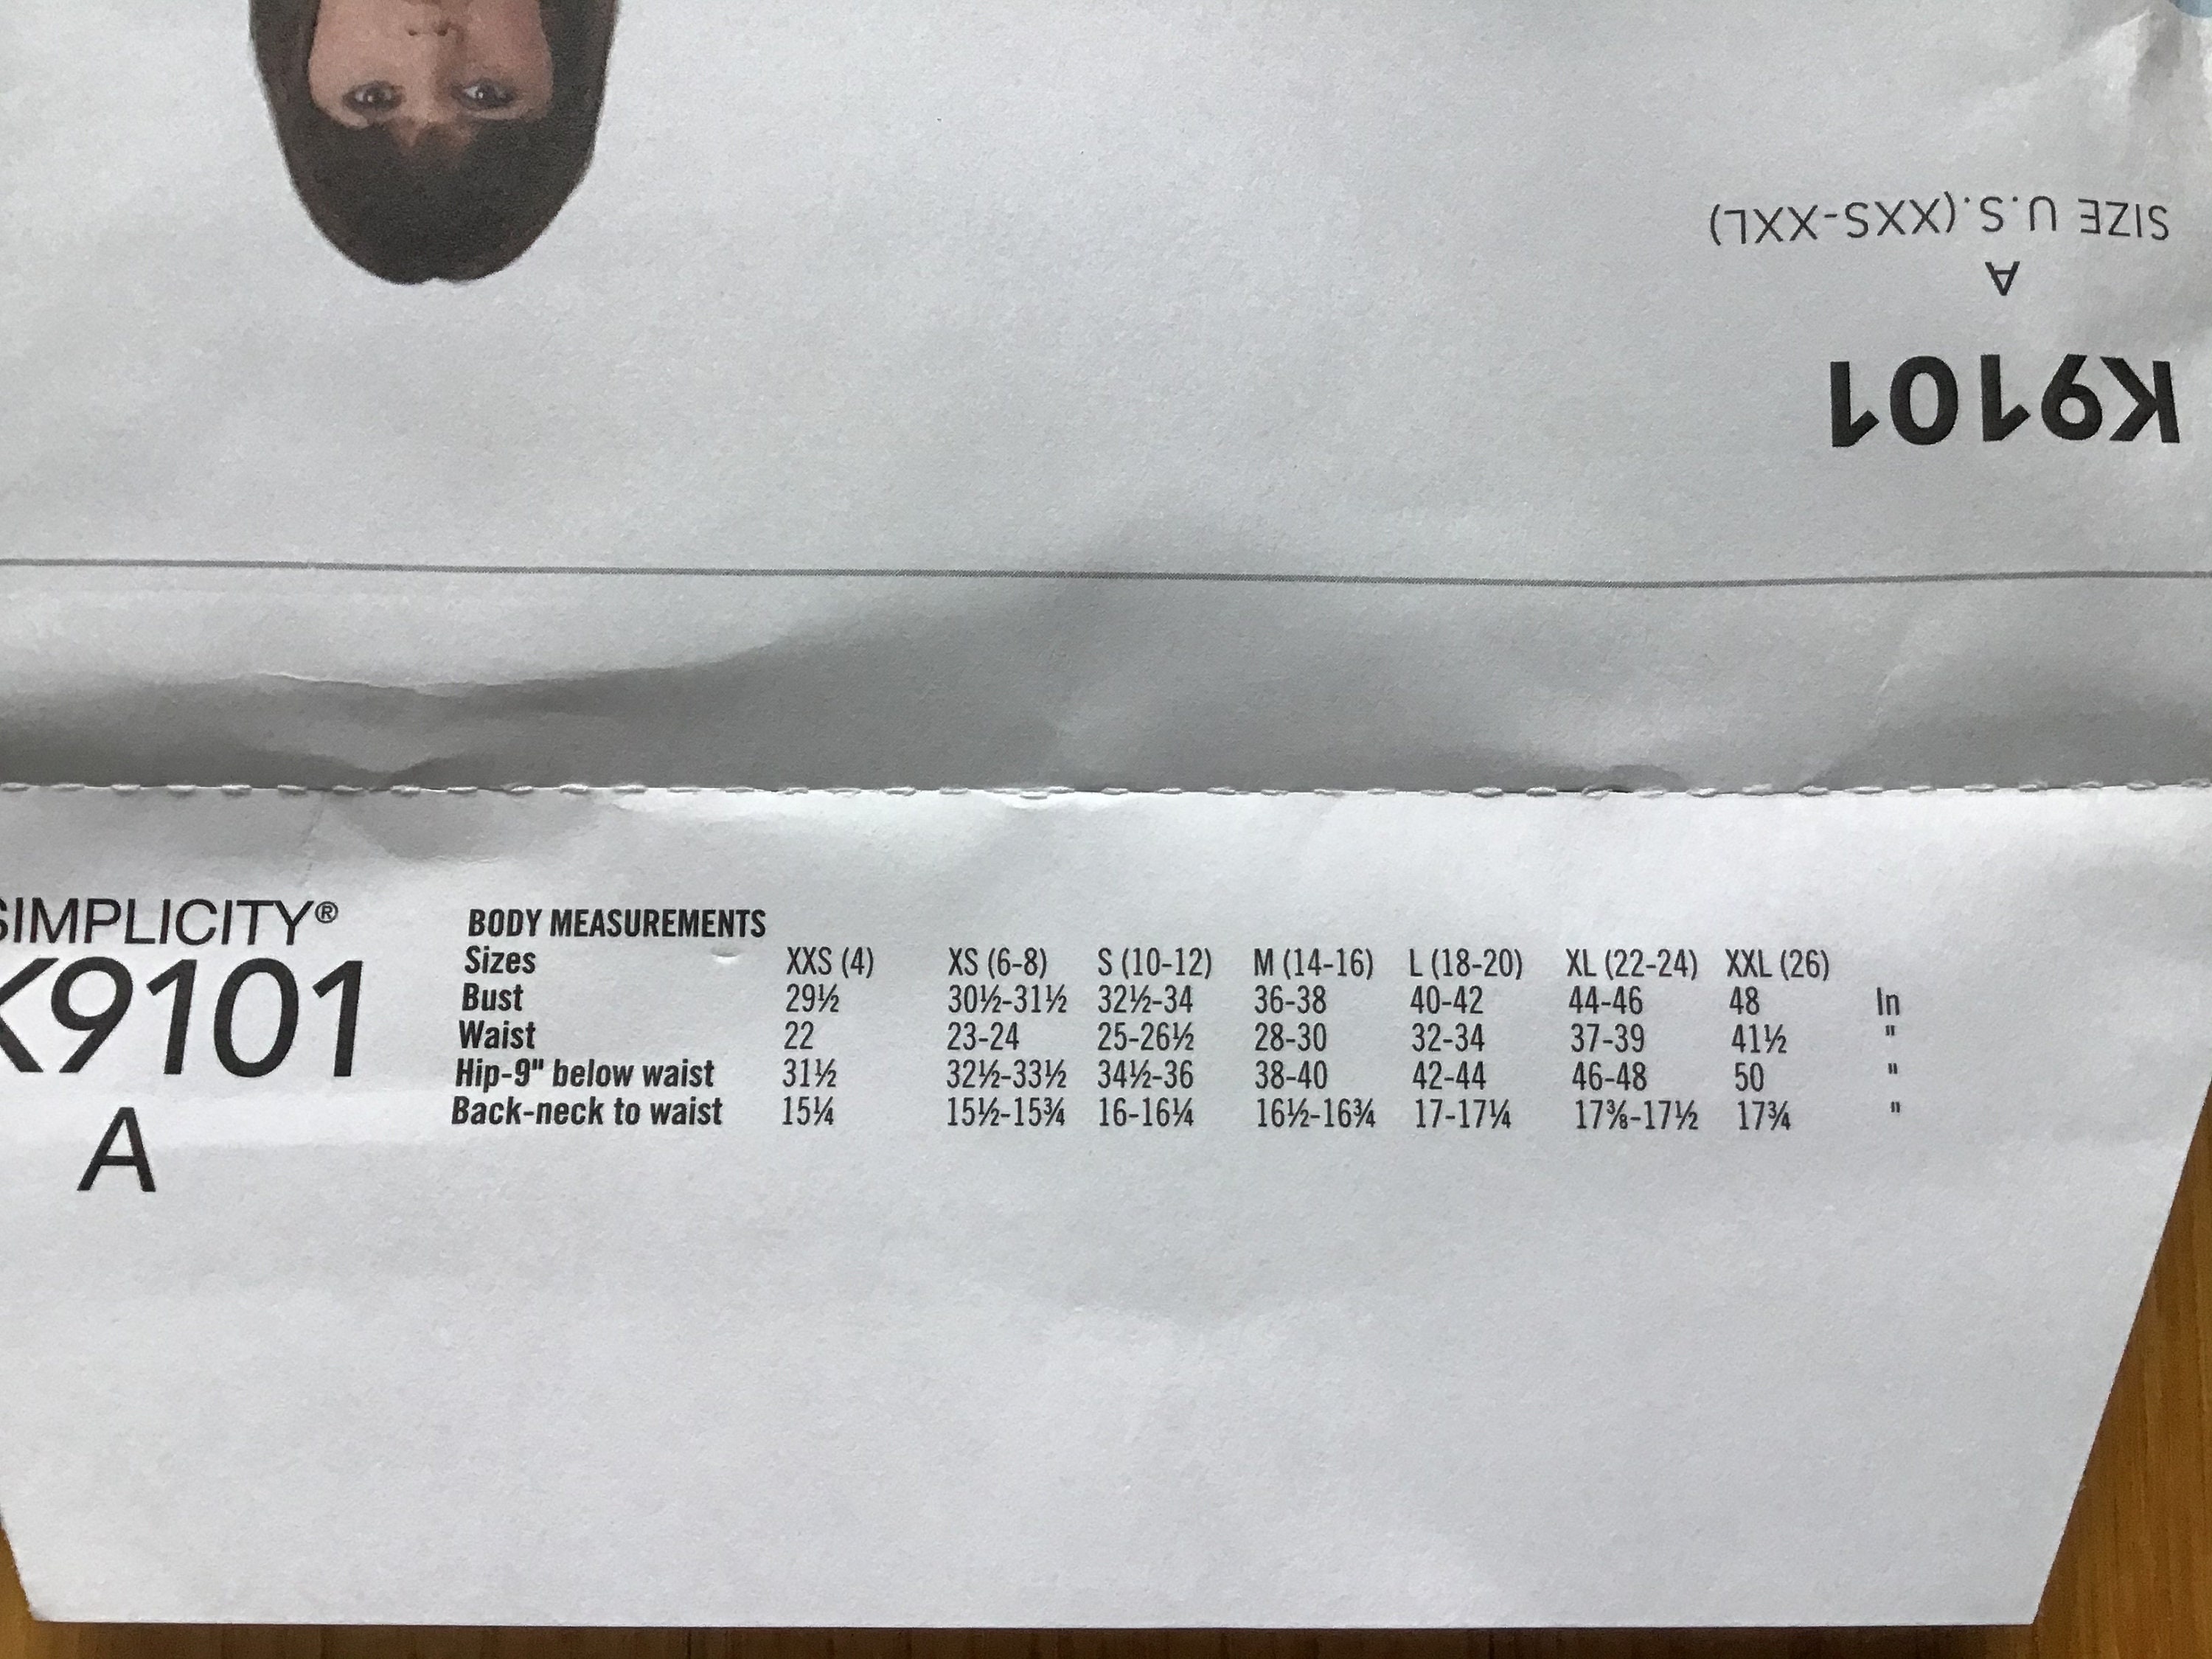 SIZE U.S.(XXS-XXL)
A
K9101
SIMPLICITY®
K9101
A
BODY MEASUREMENTS
Sizes XXS (4) XS (6-8) S (10-12) M (14-16) L (18-20) XL (22-24) XXL (26)
Bust 29½ 30½-31½ 32½-34 36-38 40-42 44-46 48 In
Waist 22 23-24 25-26½ 28-30 32-34 37-39 41½ "
Hip-9" below waist 31½ 32½-33½ 34½-36 38-40 42-44 46-48 50 "
Back-neck to waist 15¼ 15½-15¾ 16-16¼ 16½-16¾ 17-17¼ 17⅜-17½ 17¾ "